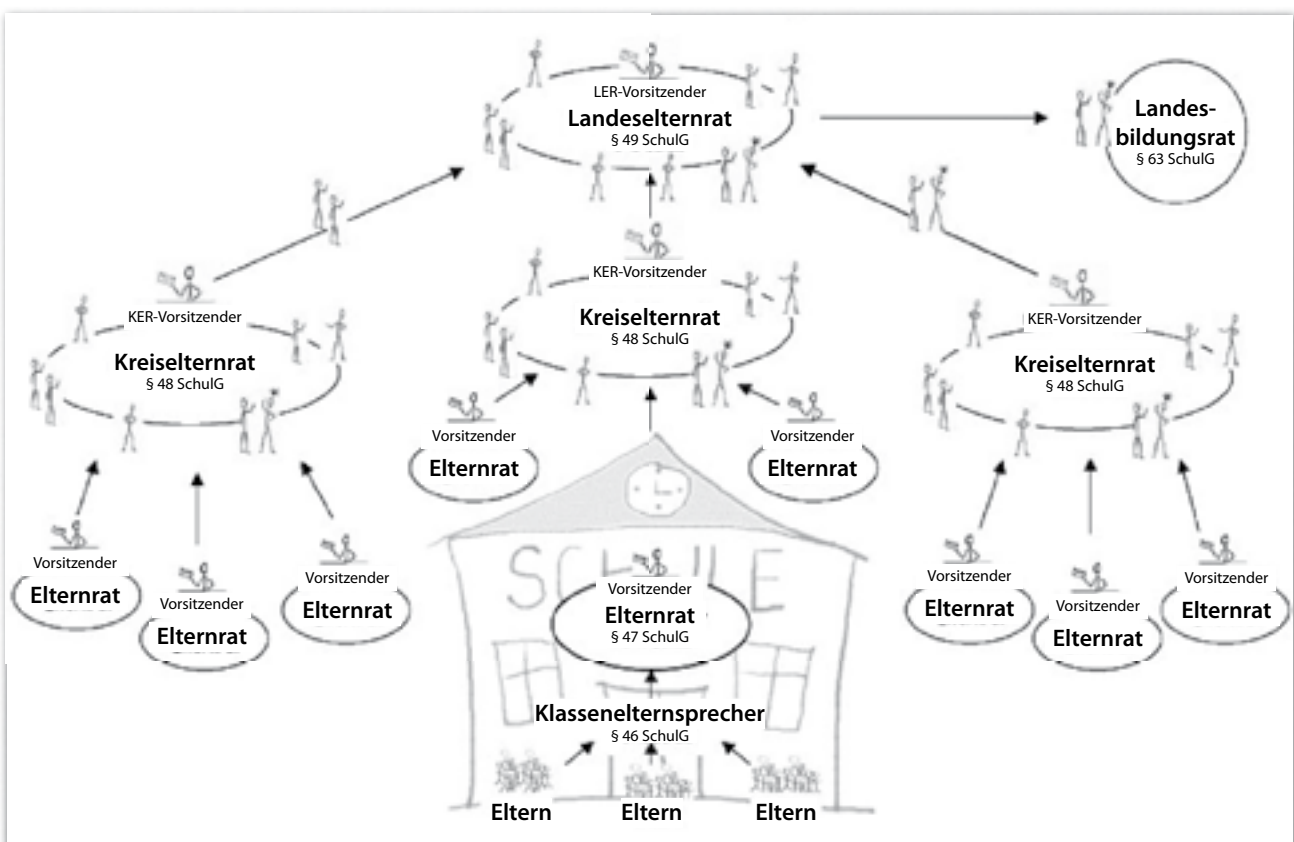 LER-Vorsitzender
Landeselternrat
§ 49 SchulG
Landes-
bildungsrat
§ 63 SchulG
KER-Vorsitzender
Kreiselternrat
§ 48 SchulG
KER-Vorsitzender
Kreiselternrat
§ 48 SchulG
KER-Vorsitzender
Kreiselternrat
§ 48 SchulG
Vorsitzender
Elternrat
Vorsitzender
Elternrat
Vorsitzender
Elternrat
Vorsitzender
Elternrat
Vorsitzender
Elternrat
Vorsitzender
Elternrat
Vorsitzender
Elternrat
Vorsitzender
Elternrat
SCHULE
Vorsitzender
Elternrat
§ 47 SchulG
Klassenelternsprecher
§ 46 SchulG
Eltern
Eltern
Eltern